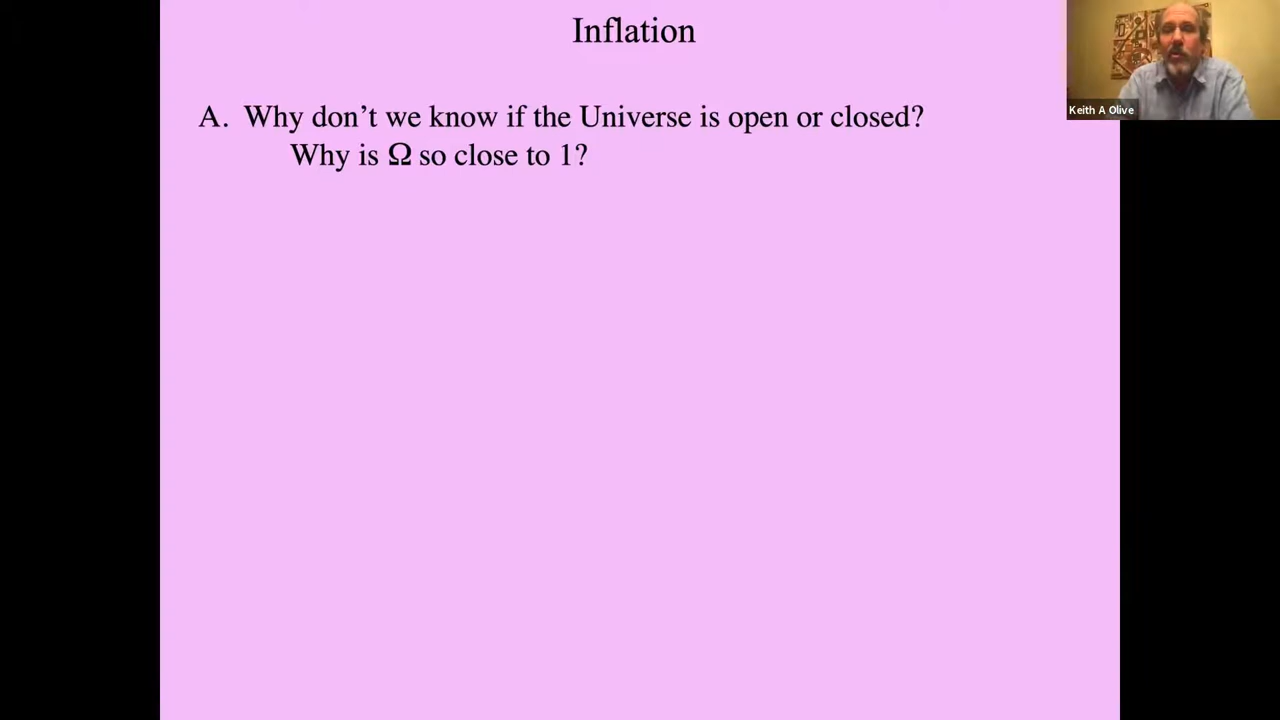 Inflation
Keith A Olive
A. Why don't we know if the Universe is open or closed?
Why is Ω so close to 1?